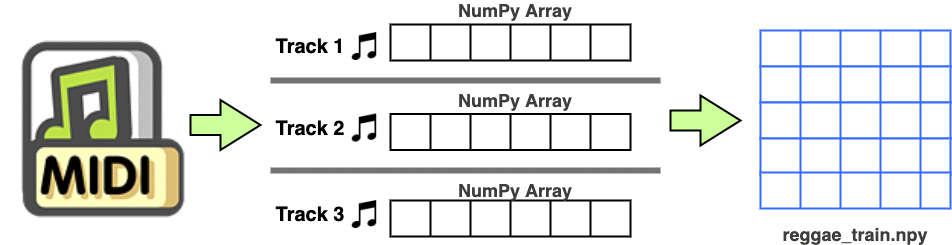 MIDI
NumPy Array
Track 1
NumPy Array
Track 2
NumPy Array
Track 3
reggae_train.npy